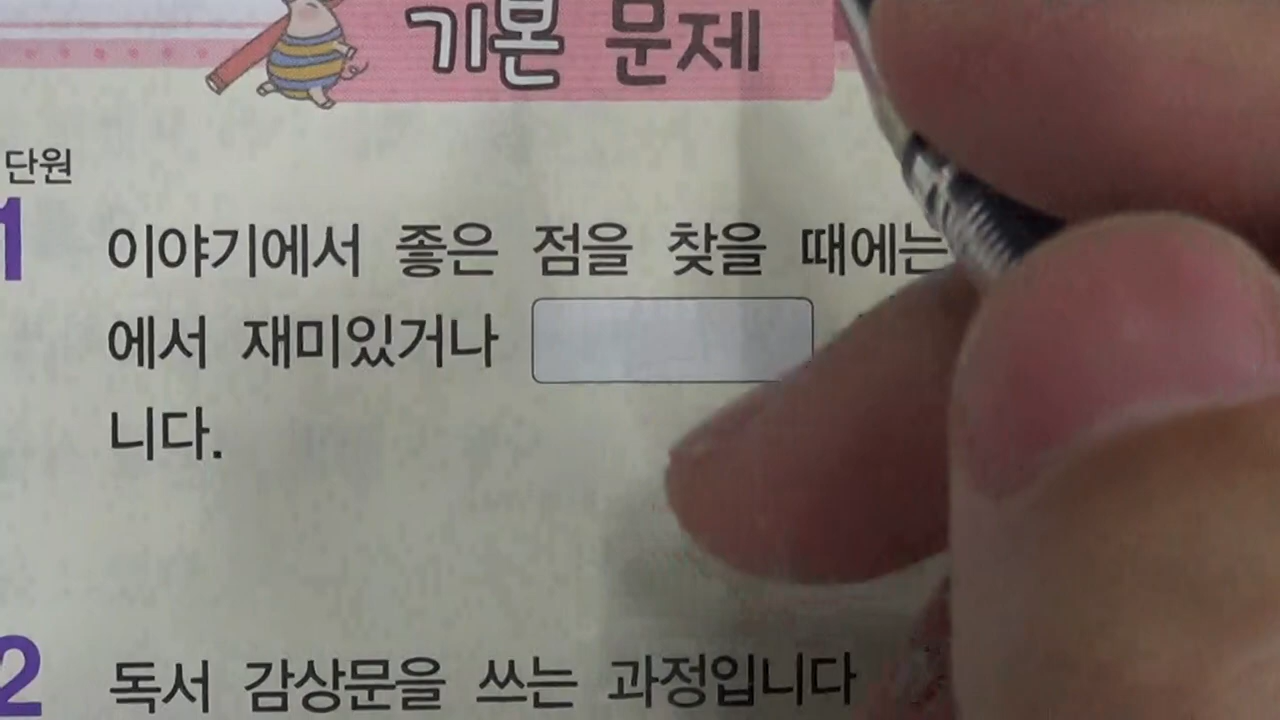 기본 문제
단원
1 이야기에서 좋은 점을 찾을 때에는
에서 재미있거나
니다.
2 독서 감상문을 쓰는 과정입니다